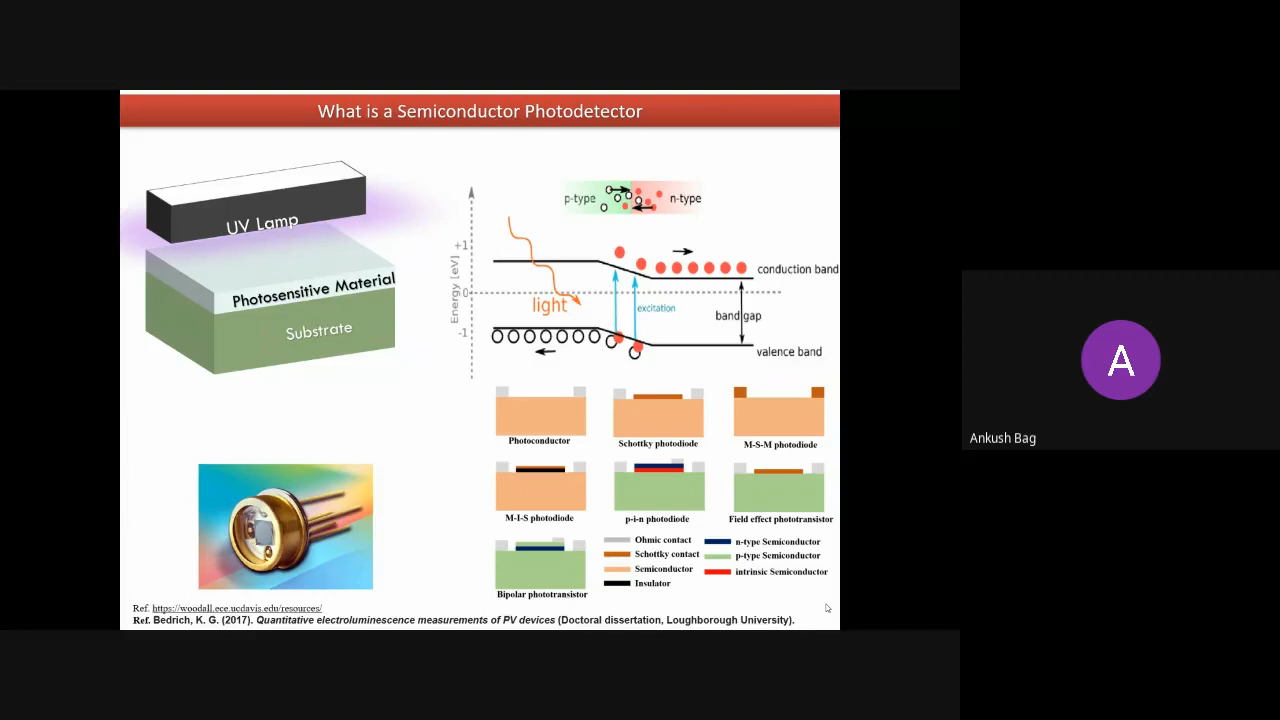 What is a Semiconductor Photodetector
UV Lamp
Photosensitive Material
Substrate
p-type
n-type
Energy [eV]
+1
0
-1
light
excitation
conduction band
band gap
valence band
Photoconductor
Schottky photodiode
M-S-M photodiode
M-I-S photodiode
p-i-n photodiode
Field effect phototransistor
Bipolar phototransistor
Ohmic contact
Schottky contact
Semiconductor
Insulator
n-type Semiconductor
p-type Semiconductor
intrinsic Semiconductor
Ref. https://woodall.ece.ucdavis.edu/resources/
Ref. Bedrich, K. G. (2017). Quantitative electroluminescence measurements of PV devices (Doctoral dissertation, Loughborough University).
A
Ankush Bag